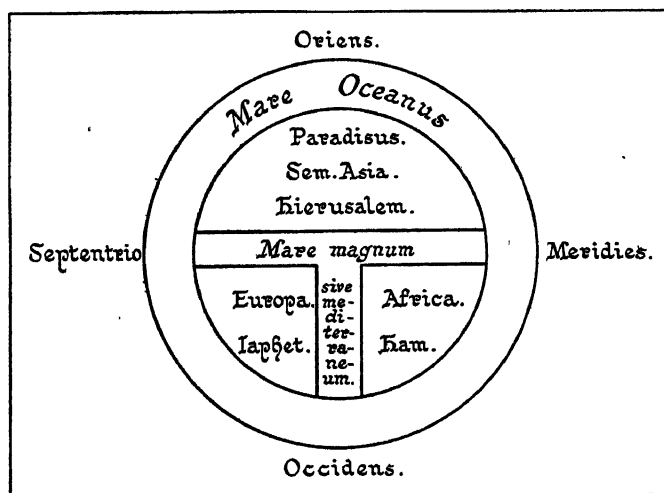 Oriens.
Mare Oceanus
Paradisus.
Sem. Asia.
Hierusalem.
Septentrio
Mare magnum
Meridies.
Europa.
Iaphet.
sive
me-
di-
ter-
ra-
ne-
um.
Africa.
Ham.
Occidens.